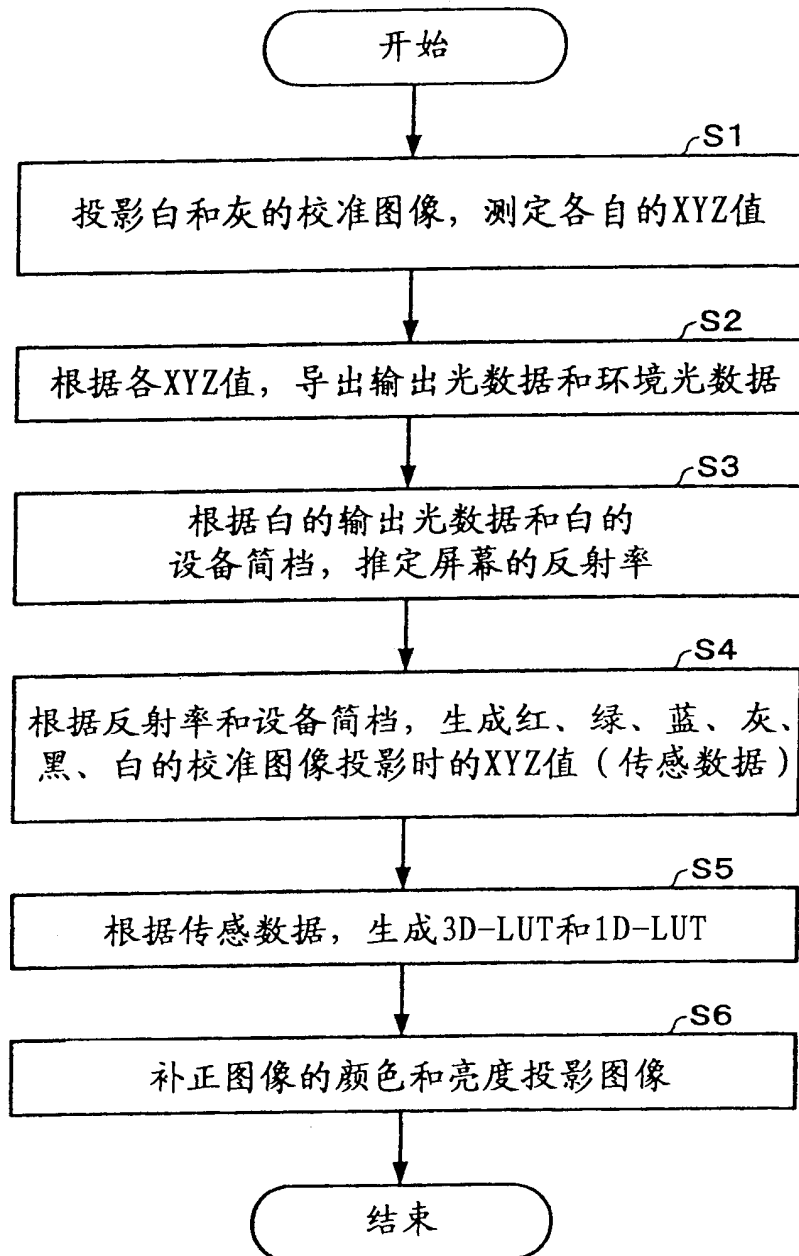 开始
S1
投影白和灰的校准图像，测定各自的XYZ值
S2
根据各XYZ值，导出输出光数据和环境光数据
S3
根据白的输出光数据和白的
设备简档，推定屏幕的反射率
S4
根据反射率和设备简档，生成红、绿、蓝、灰、
黑、白的校准图像投影时的XYZ值（传感数据）
S5
根据传感数据，生成3D-LUT和1D-LUT
S6
补正图像的颜色和亮度投影图像
结束